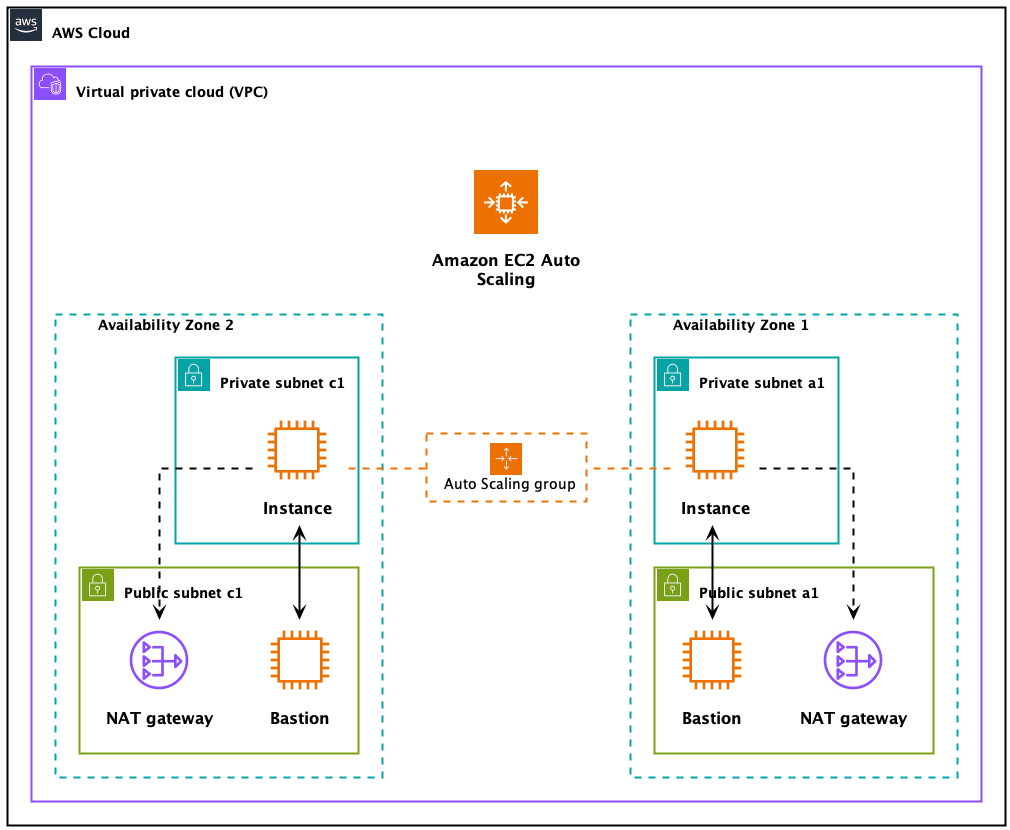 aws
AWS Cloud
Virtual private cloud (VPC)
Amazon EC2 Auto
Scaling
Availability Zone 2
Availability Zone 1
Private subnet c1
Private subnet a1
Auto Scaling group
Instance
Instance
Public subnet c1
Public subnet a1
NAT gateway
Bastion
Bastion
NAT gateway